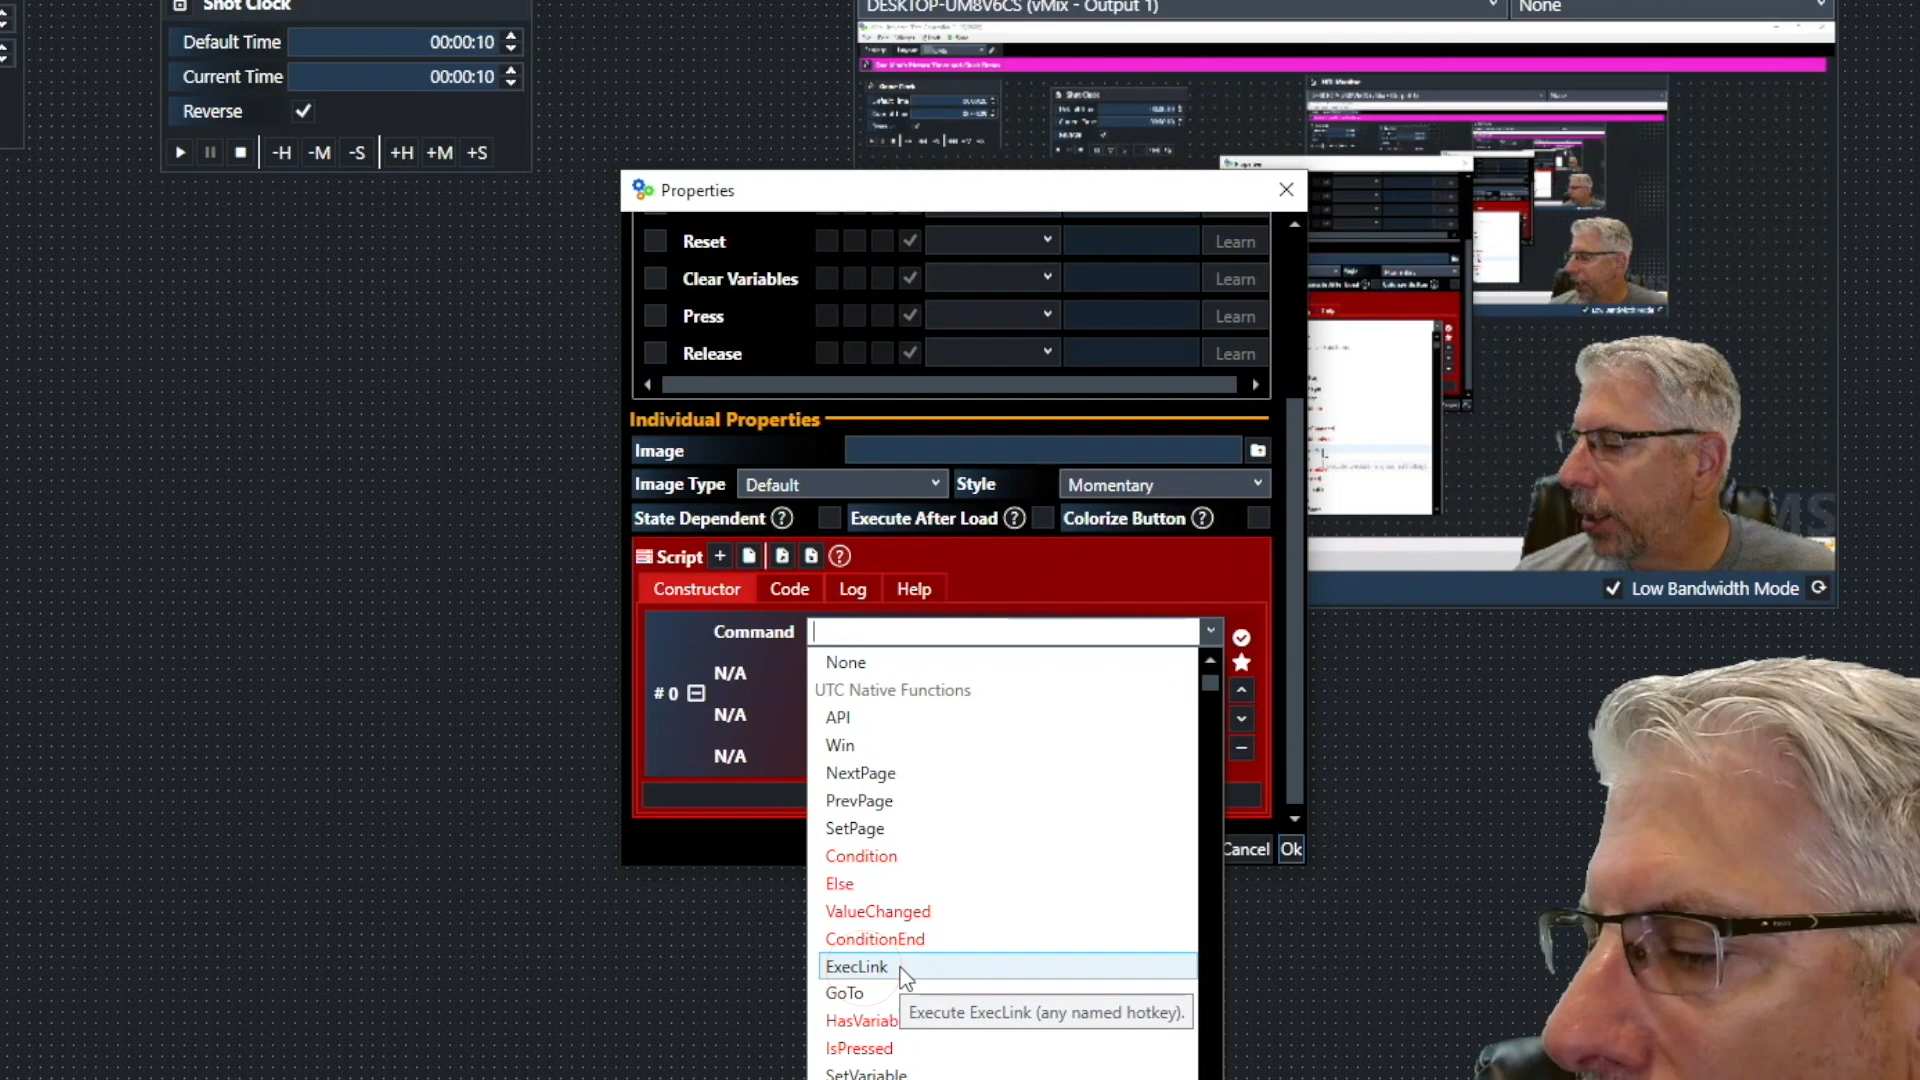 Shot Clock
Default Time 00:00:10
Current Time 00:00:10
Reverse
-H -M -S +H +M +S
DESKTOP-UM8V6CS (vMix - Output 1) None
Properties
Reset Learn
Clear Variables Learn
Press Learn
Release Learn
Individual Properties
Image
Image Type Default Style Momentary
State Dependent ? Execute After Load ? Colorize Button ?
Script + ?
Constructor Code Log Help
Command
# 0
N/A
N/A
N/A
None
UTC Native Functions
API
Win
NextPage
PrevPage
SetPage
Condition
Else
ValueChanged
ConditionEnd
ExecLink
GoTo
Execute ExecLink (any named hotkey).
HasVariab
IsPressed
SetVariable
Cancel Ok
Low Bandwidth Mode